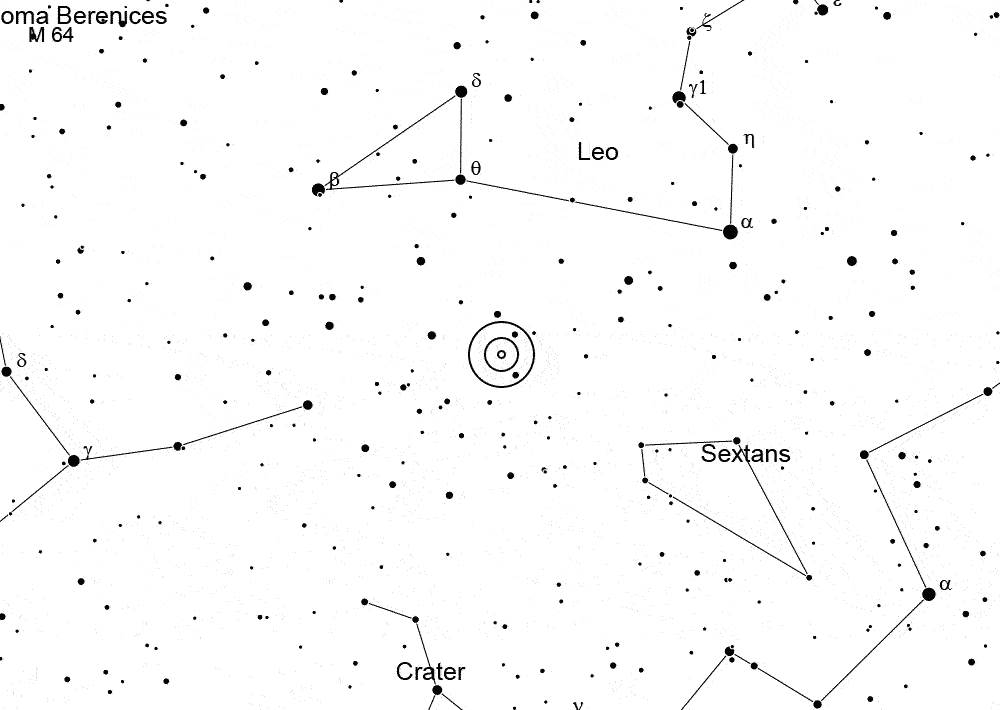 oma Berenices
M 64
ε
ζ
δ
γ1
η
Leo
θ
β
α
δ
γ
Sextans
α
Crater
ν